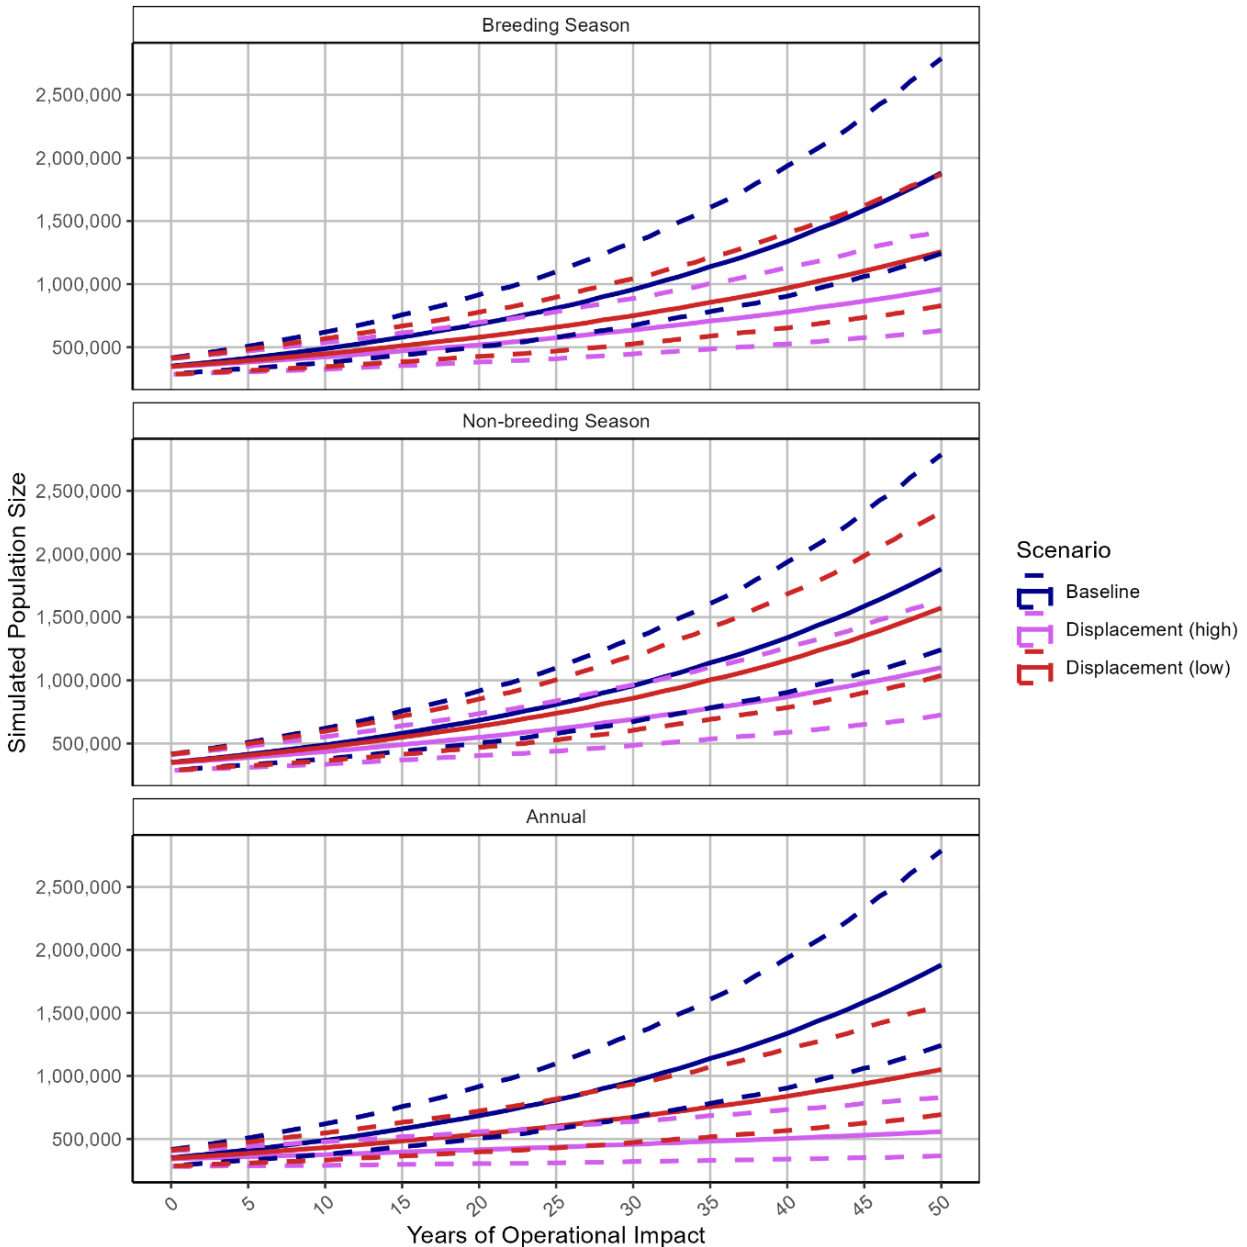 Breeding Season
2,500,000
2,000,000
1,500,000
1,000,000
500,000
Non-breeding Season
2,500,000
2,000,000
1,500,000
1,000,000
500,000
Annual
2,500,000
2,000,000
1,500,000
1,000,000
500,000
0 5 10 15 20 25 30 35 40 45 50
Years of Operational Impact
Simulated Population Size
Scenario
Baseline
Displacement (high)
Displacement (low)